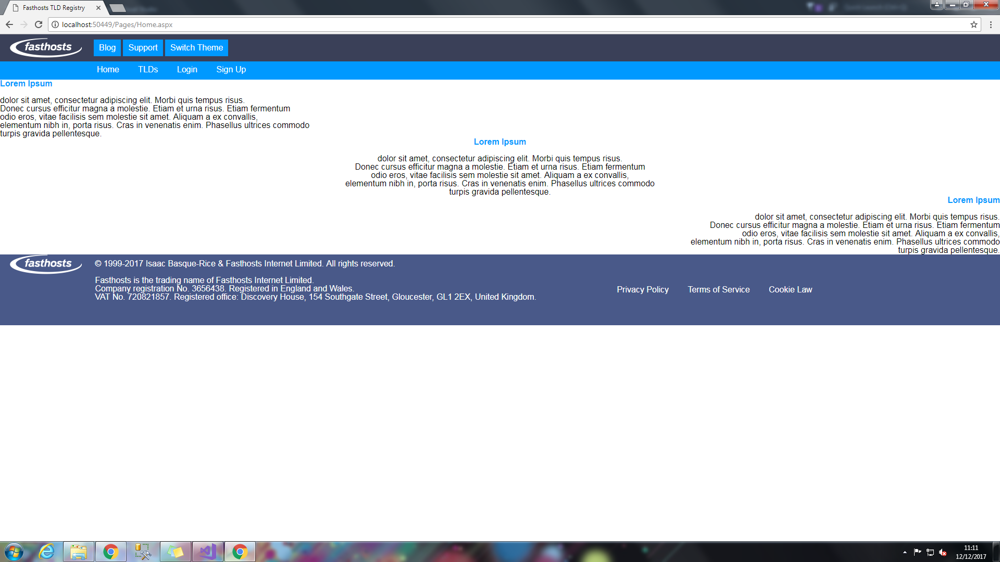 Fasthosts TLD Registry
localhost:50449/Pages/Home.aspx
fasthosts
Blog Support Switch Theme
Home TLDs Login Sign Up
Lorem Ipsum
dolor sit amet, consectetur adipiscing elit. Morbi quis tempus risus.
Donec cursus efficitur magna a molestie. Etiam et urna risus. Etiam fermentum
odio eros, vitae facilisis sem molestie sit amet. Aliquam a ex convallis,
elementum nibh in, porta risus. Cras in venenatis enim. Phasellus ultrices commodo
turpis gravida pellentesque.
Lorem Ipsum
dolor sit amet, consectetur adipiscing elit. Morbi quis tempus risus.
Donec cursus efficitur magna a molestie. Etiam et urna risus. Etiam fermentum
odio eros, vitae facilisis sem molestie sit amet. Aliquam a ex convallis,
elementum nibh in, porta risus. Cras in venenatis enim. Phasellus ultrices commodo
turpis gravida pellentesque.
Lorem Ipsum
dolor sit amet, consectetur adipiscing elit. Morbi quis tempus risus.
Donec cursus efficitur magna a molestie. Etiam et urna risus. Etiam fermentum
odio eros, vitae facilisis sem molestie sit amet. Aliquam a ex convallis,
elementum nibh in, porta risus. Cras in venenatis enim. Phasellus ultrices commodo
turpis gravida pellentesque.
fasthosts
© 1999-2017 Isaac Basque-Rice & Fasthosts Internet Limited. All rights reserved.
Fasthosts is the trading name of Fasthosts Internet Limited.
Company registration No. 3656438. Registered in England and Wales.
VAT No. 720821857. Registered office: Discovery House, 154 Southgate Street, Gloucester, GL1 2EX, United Kingdom.
Privacy Policy Terms of Service Cookie Law
11:11
12/12/2017